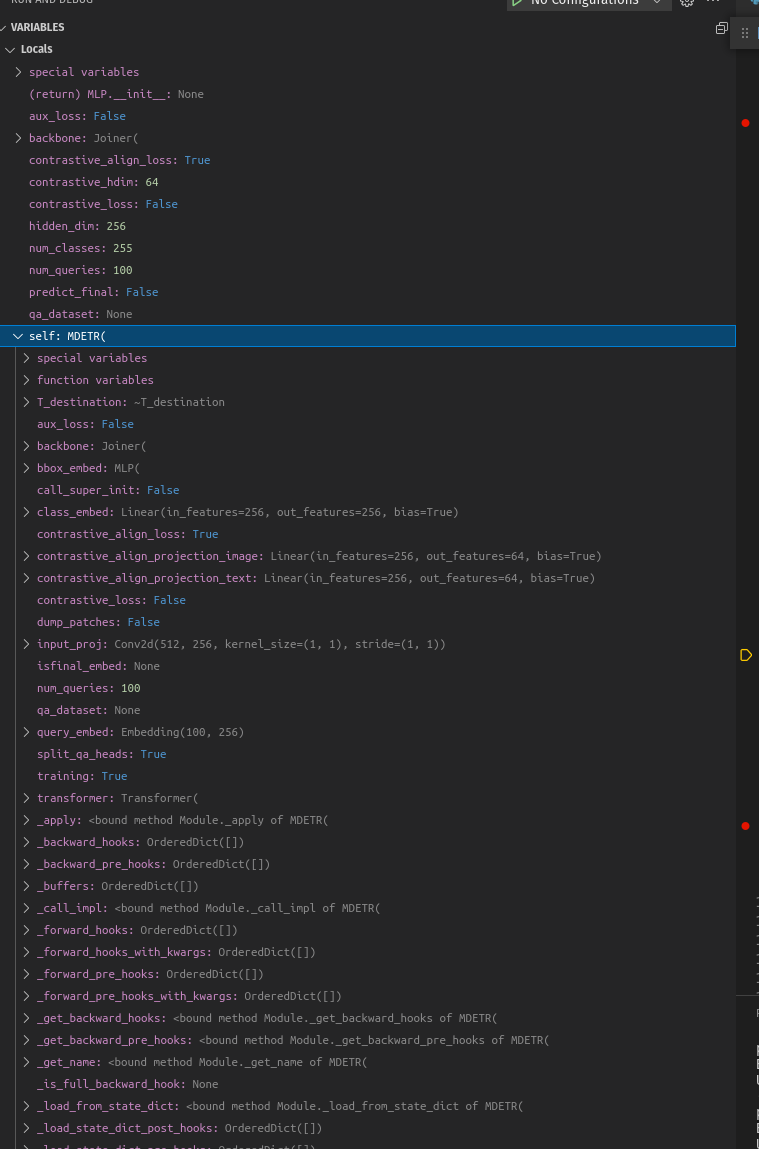 RUN AND DEBUG
No Configurations
VARIABLES
Locals
special variables
(return) MLP.__init__: None
aux_loss: False
backbone: Joiner(
contrastive_align_loss: True
contrastive_hdim: 64
contrastive_loss: False
hidden_dim: 256
num_classes: 255
num_queries: 100
predict_final: False
qa_dataset: None
self: MDETR(
special variables
function variables
T_destination: ~T_destination
aux_loss: False
backbone: Joiner(
bbox_embed: MLP(
call_super_init: False
class_embed: Linear(in_features=256, out_features=256, bias=True)
contrastive_align_loss: True
contrastive_align_projection_image: Linear(in_features=256, out_features=64, bias=True)
contrastive_align_projection_text: Linear(in_features=256, out_features=64, bias=True)
contrastive_loss: False
dump_patches: False
input_proj: Conv2d(512, 256, kernel_size=(1, 1), stride=(1, 1))
isfinal_embed: None
num_queries: 100
qa_dataset: None
query_embed: Embedding(100, 256)
split_qa_heads: True
training: True
transformer: Transformer(
_apply: <bound method Module._apply of MDETR(
_backward_hooks: OrderedDict([])
_backward_pre_hooks: OrderedDict([])
_buffers: OrderedDict([])
_call_impl: <bound method Module._call_impl of MDETR(
_forward_hooks: OrderedDict([])
_forward_hooks_with_kwargs: OrderedDict([])
_forward_pre_hooks: OrderedDict([])
_forward_pre_hooks_with_kwargs: OrderedDict([])
_get_backward_hooks: <bound method Module._get_backward_hooks of MDETR(
_get_backward_pre_hooks: <bound method Module._get_backward_pre_hooks of MDETR(
_get_name: <bound method Module._get_name of MDETR(
_is_full_backward_hook: None
_load_from_state_dict: <bound method Module._load_from_state_dict of MDETR(
_load_state_dict_post_hooks: OrderedDict([])